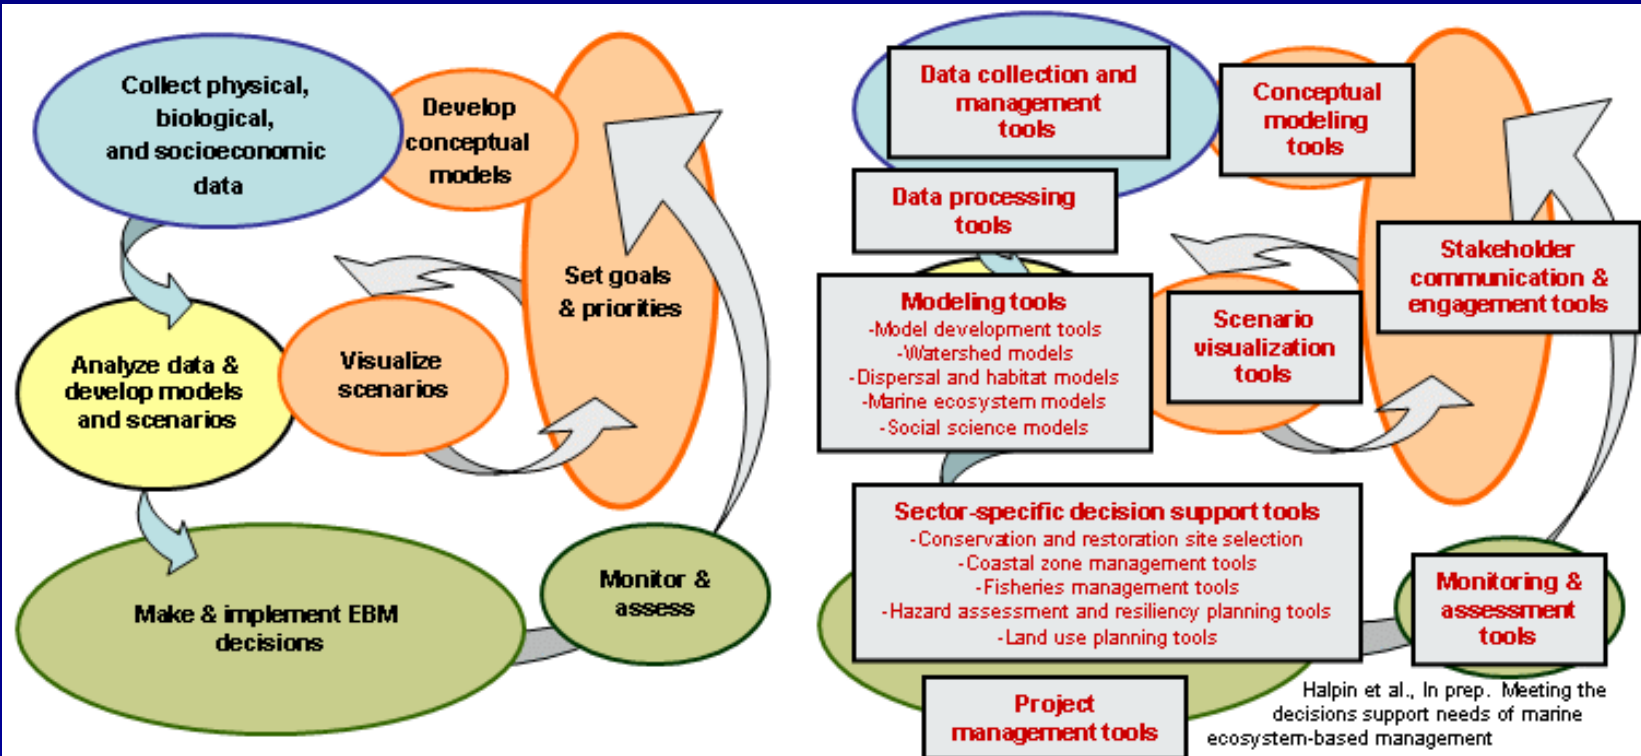 Collect physical,
biological,
and socioeconomic
data
Develop
conceptual
models
Set goals
& priorities
Analyze data &
develop models
and scenarios
Visualize
scenarios
Make & implement EBM
decisions
Monitor &
assess
Data collection and
management
tools
Conceptual
modeling
tools
Data processing
tools
Stakeholder
communication &
engagement tools
Modeling tools
-Model development tools
-Watershed models
-Dispersal and habitat models
-Marine ecosystem models
-Social science models
Scenario
visualization
tools
Sector-specific decision support tools
-Conservation and restoration site selection
-Coastal zone management tools
-Fisheries management tools
-Hazard assessment and resiliency planning tools
-Land use planning tools
Monitoring &
assessment
tools
Project
management tools
Halpin et al., In prep. Meeting the
decisions support needs of marine
ecosystem-based management